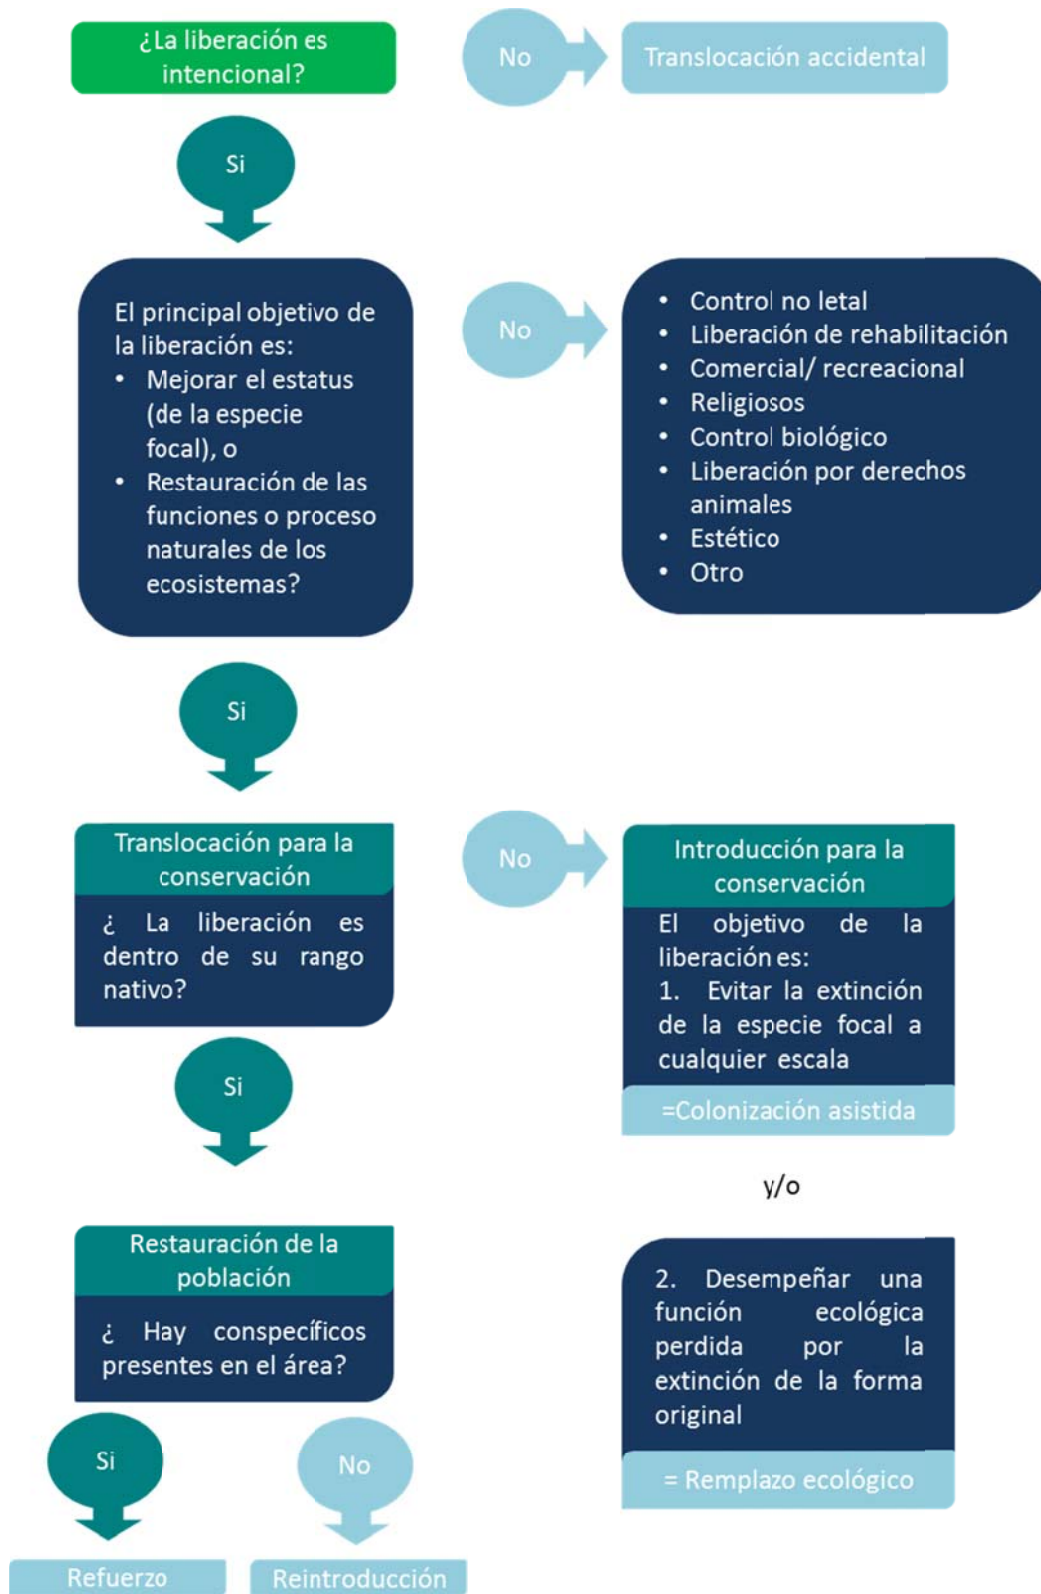 ¿La liberación es
intencional?
No
Translocación accidental
Si
El principal objetivo de
la liberación es:
• Mejorar el estatus
(de la especie
focal), o
• Restauración de las
funciones o proceso
naturales de los
ecosistemas?
No
• Control no letal
• Liberación de rehabilitación
• Comercial/ recreacional
• Religiosos
• Control biológico
• Liberación por derechos
animales
• Estético
• Otro
Si
Translocación para la
conservación
¿ La liberación es
dentro de su rango
nativo?
No
Introducción para la
conservación
El objetivo de la
liberación es:
1. Evitar la extinción
de la especie focal a
cualquier escala
=Colonización asistida
Si
y/o
Restauración de la
población
¿ Hay conspecíficos
presentes en el área?
2. Desempeñar una
función ecológica
perdida por la
extinción de la forma
original
= Remplazo ecológico
Si
No
Refuerzo
Reintroducción